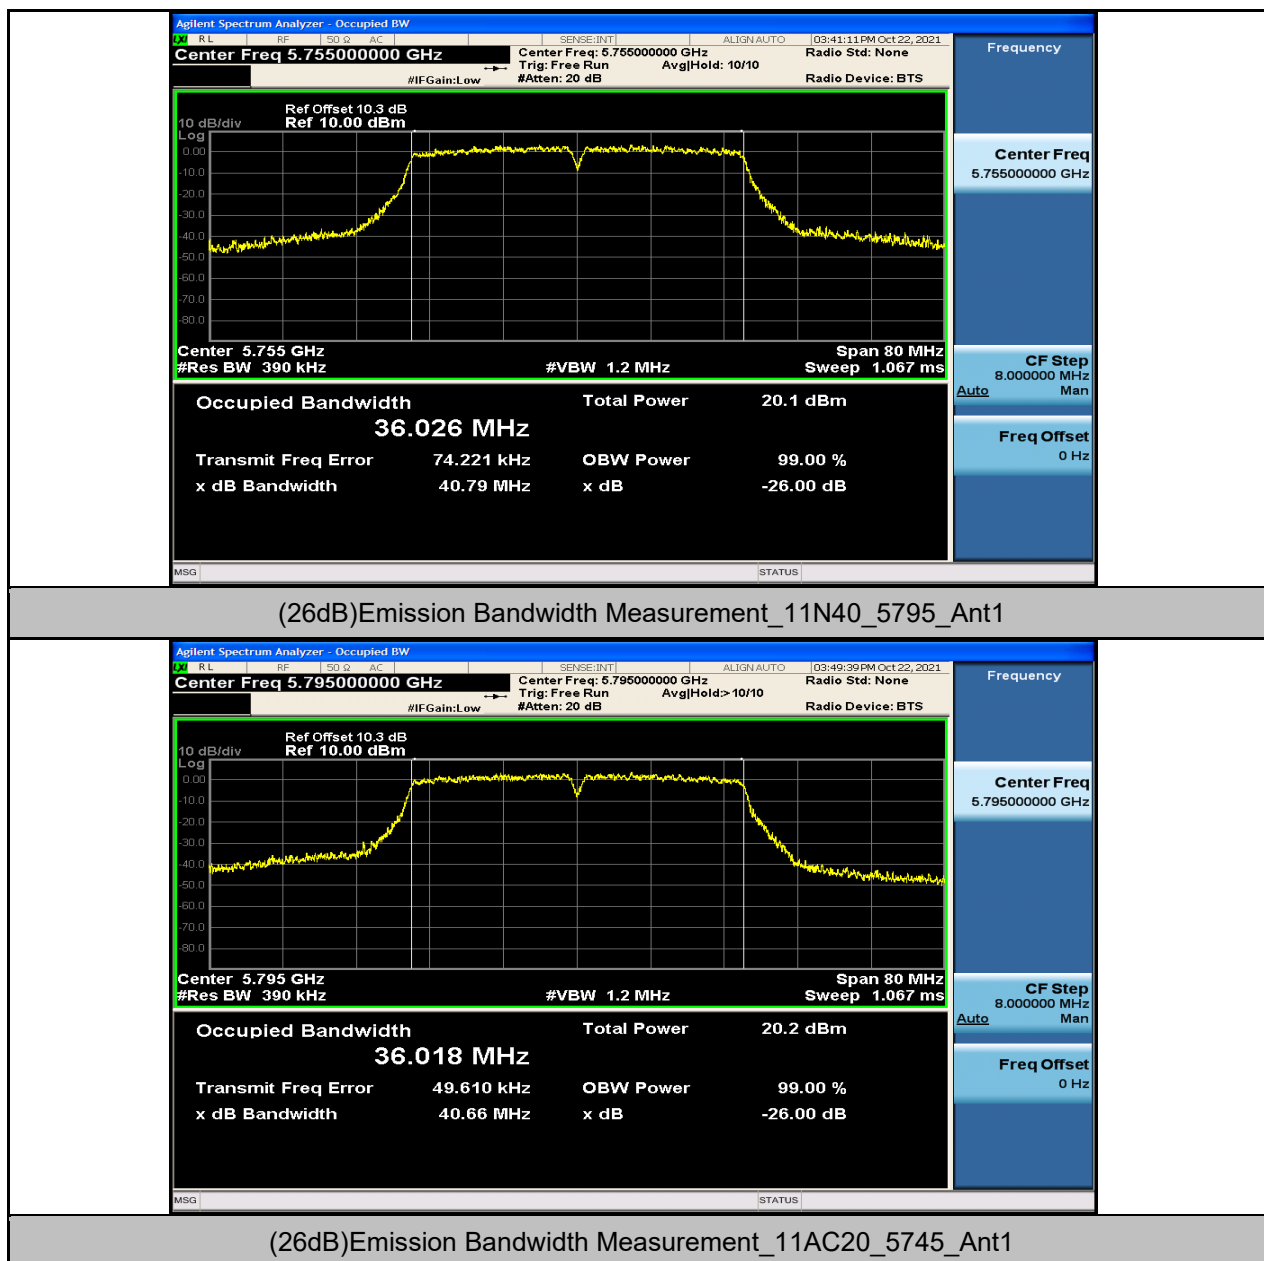 Agilent Spectrum Analyzer - Occupied BW
LXI RL RF 50 Ω AC SENSE:INT ALIGN AUTO 03:41:11 PM Oct 22, 2021
Center Freq 5.755000000 GHz
Center Freq: 5.755000000 GHz Radio Std: None
Trig: Free Run Avg|Hold: 10/10
#IFGain:Low #Atten: 20 dB Radio Device: BTS
Frequency
Ref Offset 10.3 dB
10 dB/div Ref 10.00 dBm
Log
0.00
-10.0
-20.0
-30.0
-40.0
-50.0
-60.0
-70.0
-80.0
Center 5.755 GHz Span 80 MHz
#Res BW 390 kHz #VBW 1.2 MHz Sweep 1.067 ms
Center Freq
5.755000000 GHz
CF Step
8.000000 MHz
Auto Man
Freq Offset
0 Hz
Occupied Bandwidth Total Power 20.1 dBm
36.026 MHz
Transmit Freq Error 74.221 kHz OBW Power 99.00 %
x dB Bandwidth 40.79 MHz x dB -26.00 dB
MSG STATUS
(26dB)Emission Bandwidth Measurement_11N40_5795_Ant1
Agilent Spectrum Analyzer - Occupied BW
LXI RL RF 50 Ω AC SENSE:INT ALIGN AUTO 03:49:39 PM Oct 22, 2021
Center Freq 5.795000000 GHz
Center Freq: 5.795000000 GHz Radio Std: None
Trig: Free Run Avg|Hold:>10/10
#IFGain:Low #Atten: 20 dB Radio Device: BTS
Frequency
Ref Offset 10.3 dB
10 dB/div Ref 10.00 dBm
Log
0.00
-10.0
-20.0
-30.0
-40.0
-50.0
-60.0
-70.0
-80.0
Center 5.795 GHz Span 80 MHz
#Res BW 390 kHz #VBW 1.2 MHz Sweep 1.067 ms
Center Freq
5.795000000 GHz
CF Step
8.000000 MHz
Auto Man
Freq Offset
0 Hz
Occupied Bandwidth Total Power 20.2 dBm
36.018 MHz
Transmit Freq Error 49.610 kHz OBW Power 99.00 %
x dB Bandwidth 40.66 MHz x dB -26.00 dB
MSG STATUS
(26dB)Emission Bandwidth Measurement_11AC20_5745_Ant1